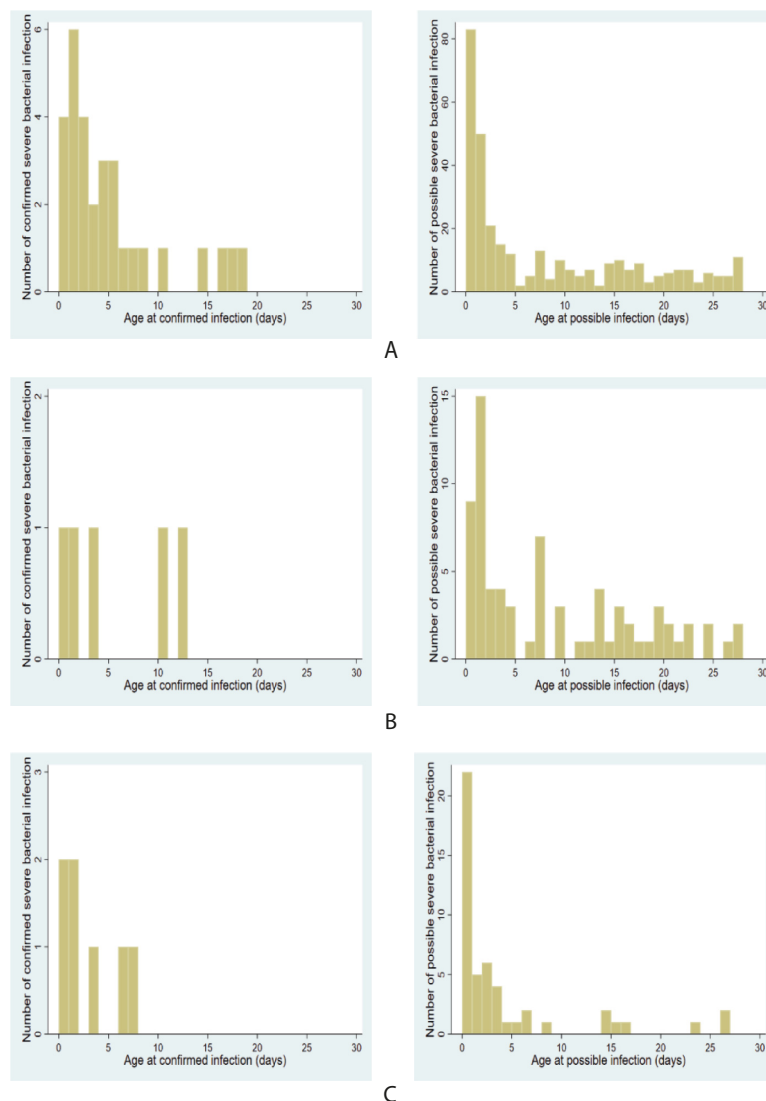 Number of confirmed severe bacterial infection
0 2 4 6
0 5 10 15 20 25 30
Age at confirmed infection (days)
Number of possible severe bacterial infection
0 20 40 60 80
0 5 10 15 20 25 30
Age at possible infection (days)
A
Number of confirmed severe bacterial infection
0 1 2
0 5 10 15 20 25 30
Age at confirmed infection (days)
Number of possible severe bacterial infection
0 5 10 15
0 5 10 15 20 25 30
Age at possible infection (days)
B
Number of confirmed severe bacterial infection
0 1 2 3
0 5 10 15 20 25 30
Age at confirmed infection (days)
Number of possible severe bacterial infection
0 5 10 15 20
0 5 10 15 20 25 30
Age at possible infection (days)
C